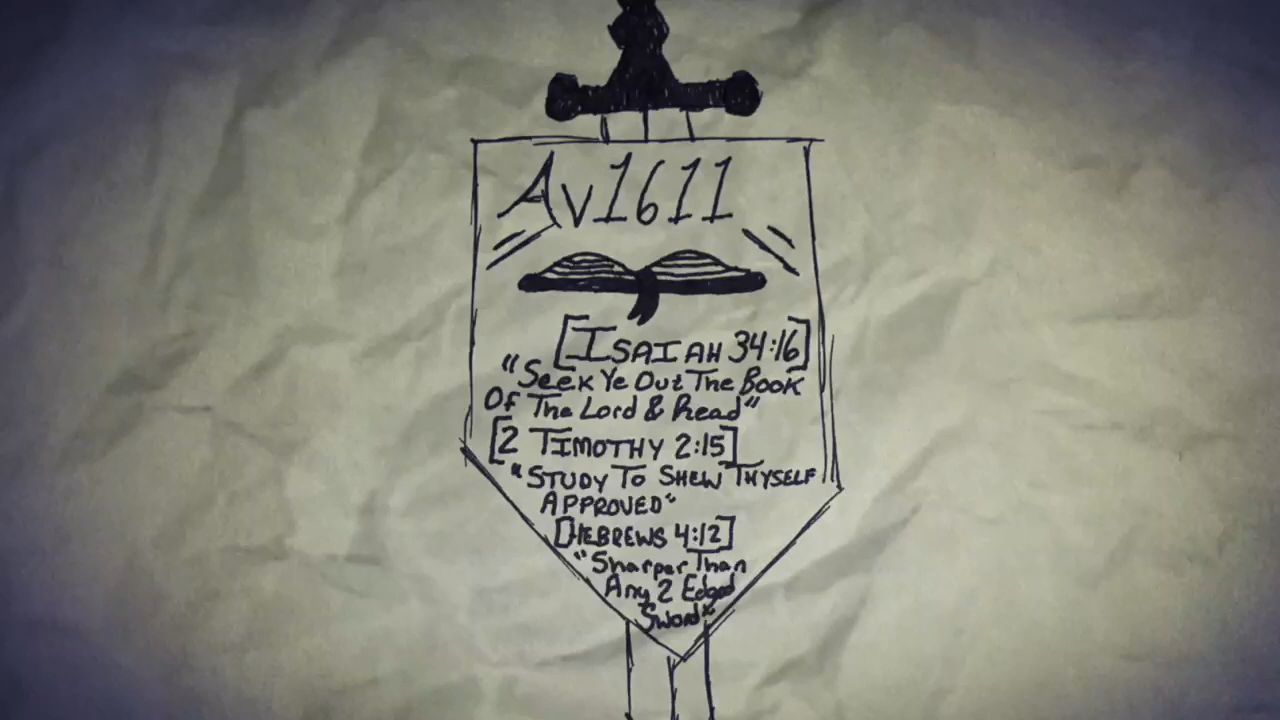 Av1611
[ISAIAH 34:16]
"Seek Ye Out The Book
Of The Lord & Read"
[2 TIMOTHY 2:15]
"STUDY TO SHEW THYSELF
APPROVED"
[HEBREWS 4:12]
"Sharper Than
Any 2 Edged
Sword"